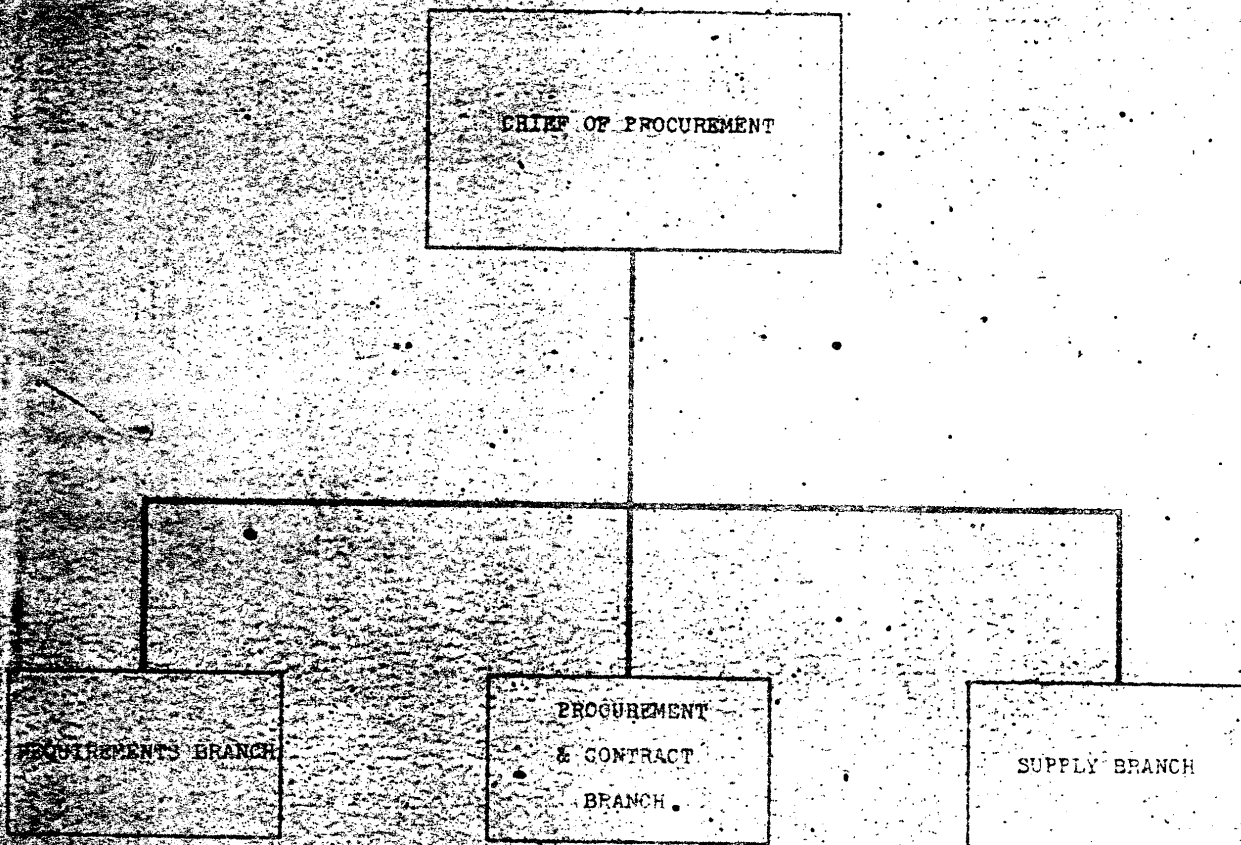 CHIEF OF PROCUREMENT
REQUIREMENTS BRANCH
PROCUREMENT
& CONTRACT
BRANCH
SUPPLY BRANCH